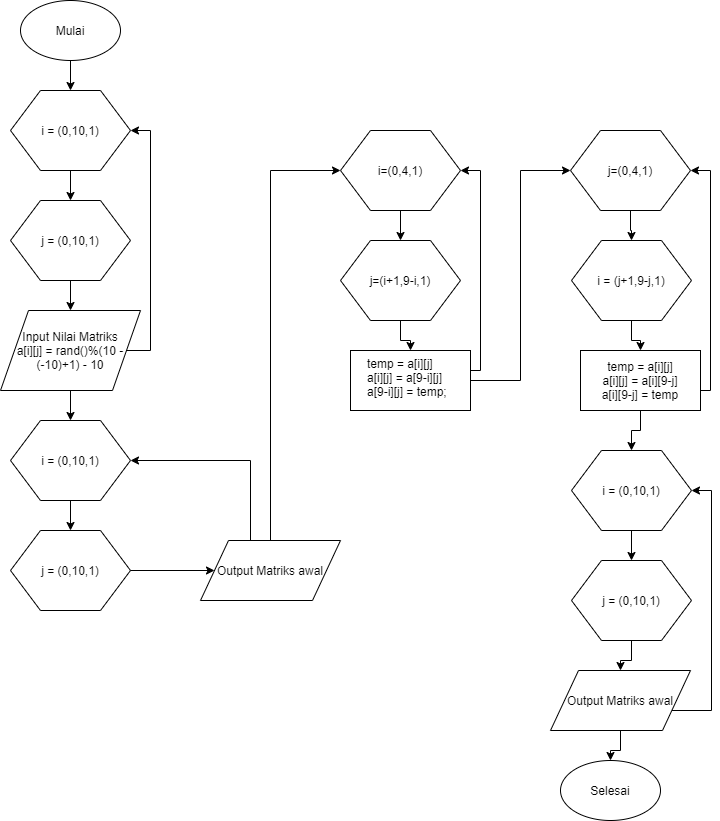 Mulai
i = (0,10,1)
j = (0,10,1)
Input Nilai Matriks
a[i][j] = rand()%(10 -
(-10)+1) - 10
i = (0,10,1)
j = (0,10,1)
Output Matriks awal
i=(0,4,1)
j=(i+1,9-i,1)
temp = a[i][j]
a[i][j] = a[9-i][j]
a[9-i][j] = temp;
j=(0,4,1)
i = (j+1,9-j,1)
temp = a[i][j]
a[i][j] = a[i][9-j]
a[i][9-j] = temp
i = (0,10,1)
j = (0,10,1)
Output Matriks awal
Selesai